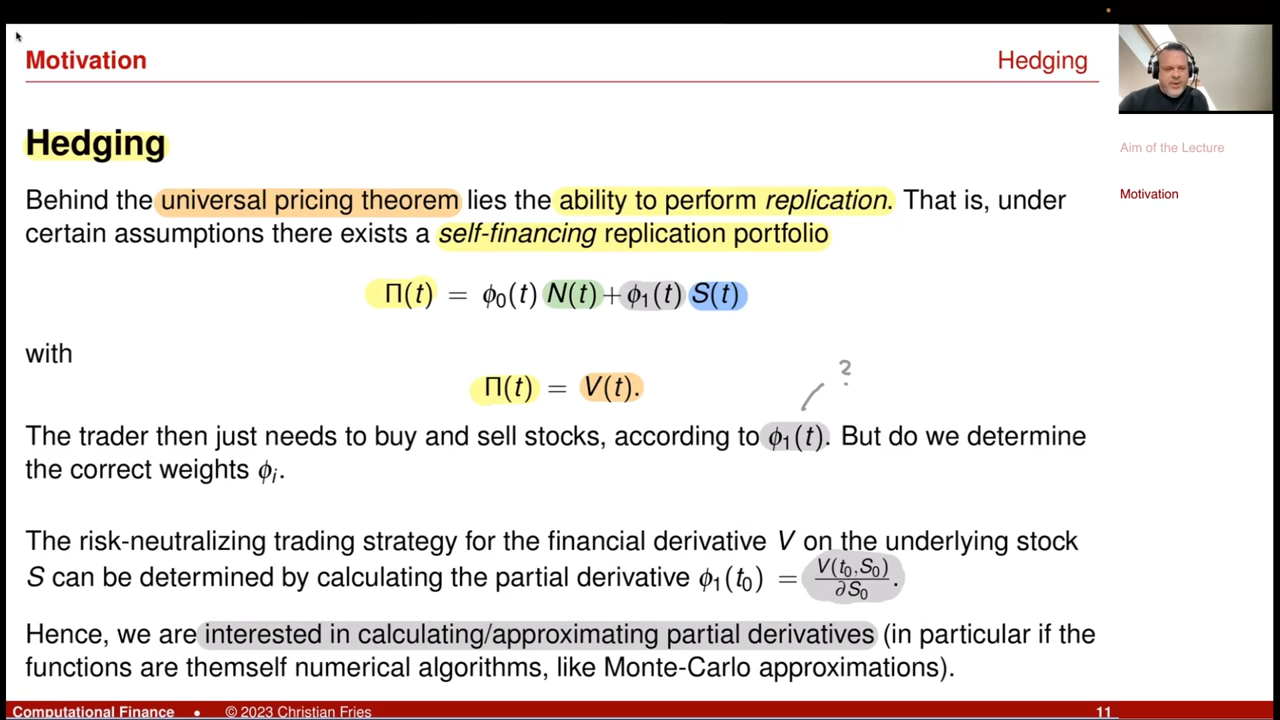 Motivation
Hedging
Hedging
Behind the universal pricing theorem lies the ability to perform replication. That is, under
certain assumptions there exists a self-financing replication portfolio
Π(t) = ϕ₀(t) N(t) + ϕ₁(t) S(t)
with
Π(t) = V(t).
?
The trader then just needs to buy and sell stocks, according to ϕ₁(t). But do we determine
the correct weights ϕᵢ.
The risk-neutralizing trading strategy for the financial derivative V on the underlying stock
S can be determined by calculating the partial derivative ϕ₁(t₀) = V(t₀,S₀)/∂S₀.
Hence, we are interested in calculating/approximating partial derivatives (in particular if the
functions are themself numerical algorithms, like Monte-Carlo approximations).
Aim of the Lecture
Motivation
Computational Finance • © 2023 Christian Fries 11